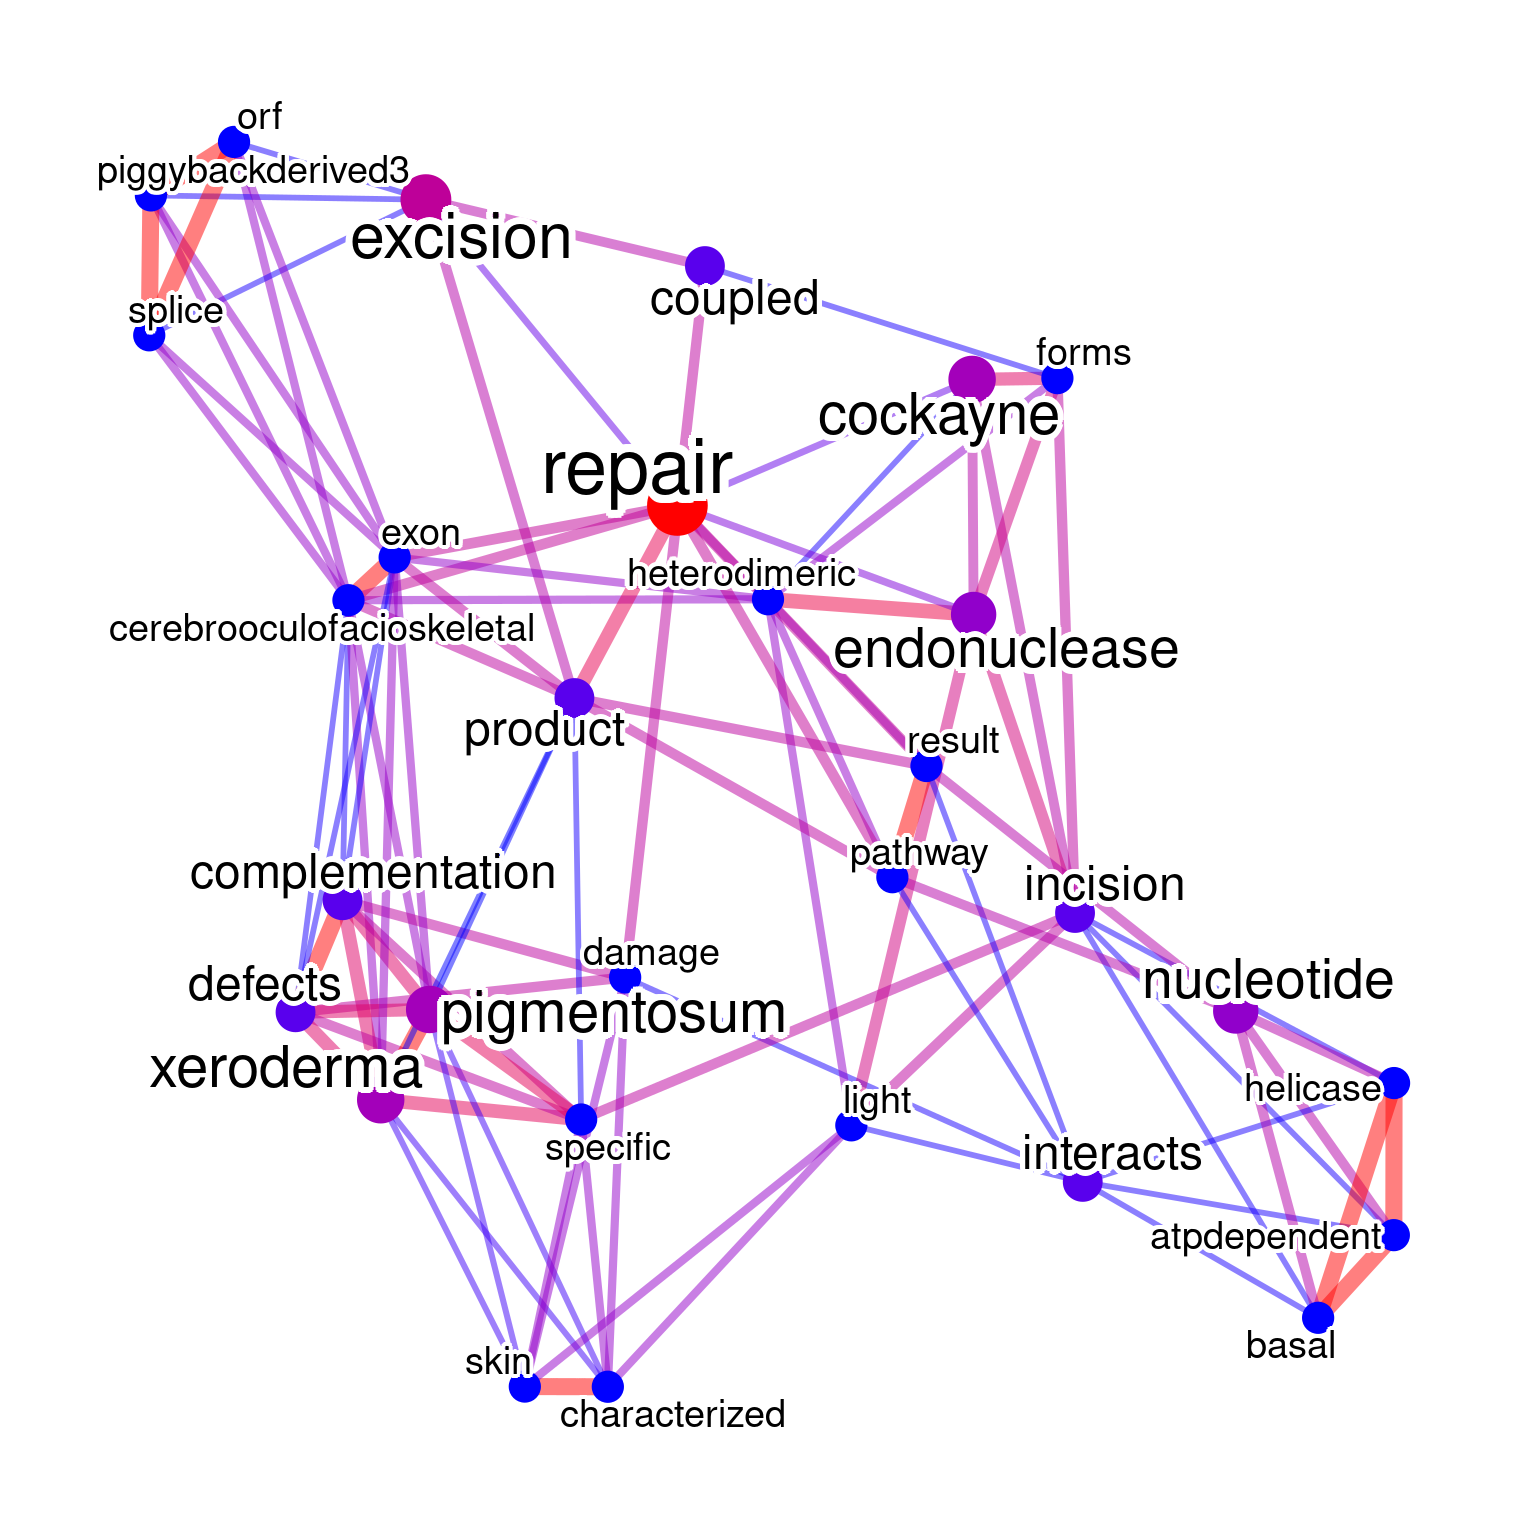 orf
piggybackderived3
excision
coupled
splice
forms
cockayne
repair
exon
heterodimeric
cerebrooculofacioskeletal
endonuclease
product
result
pathway
complementation
incision
damage
defects
nucleotide
pigmentosum
xeroderma
helicase
light
specific
interacts
atpdependent
basal
skin
characterized